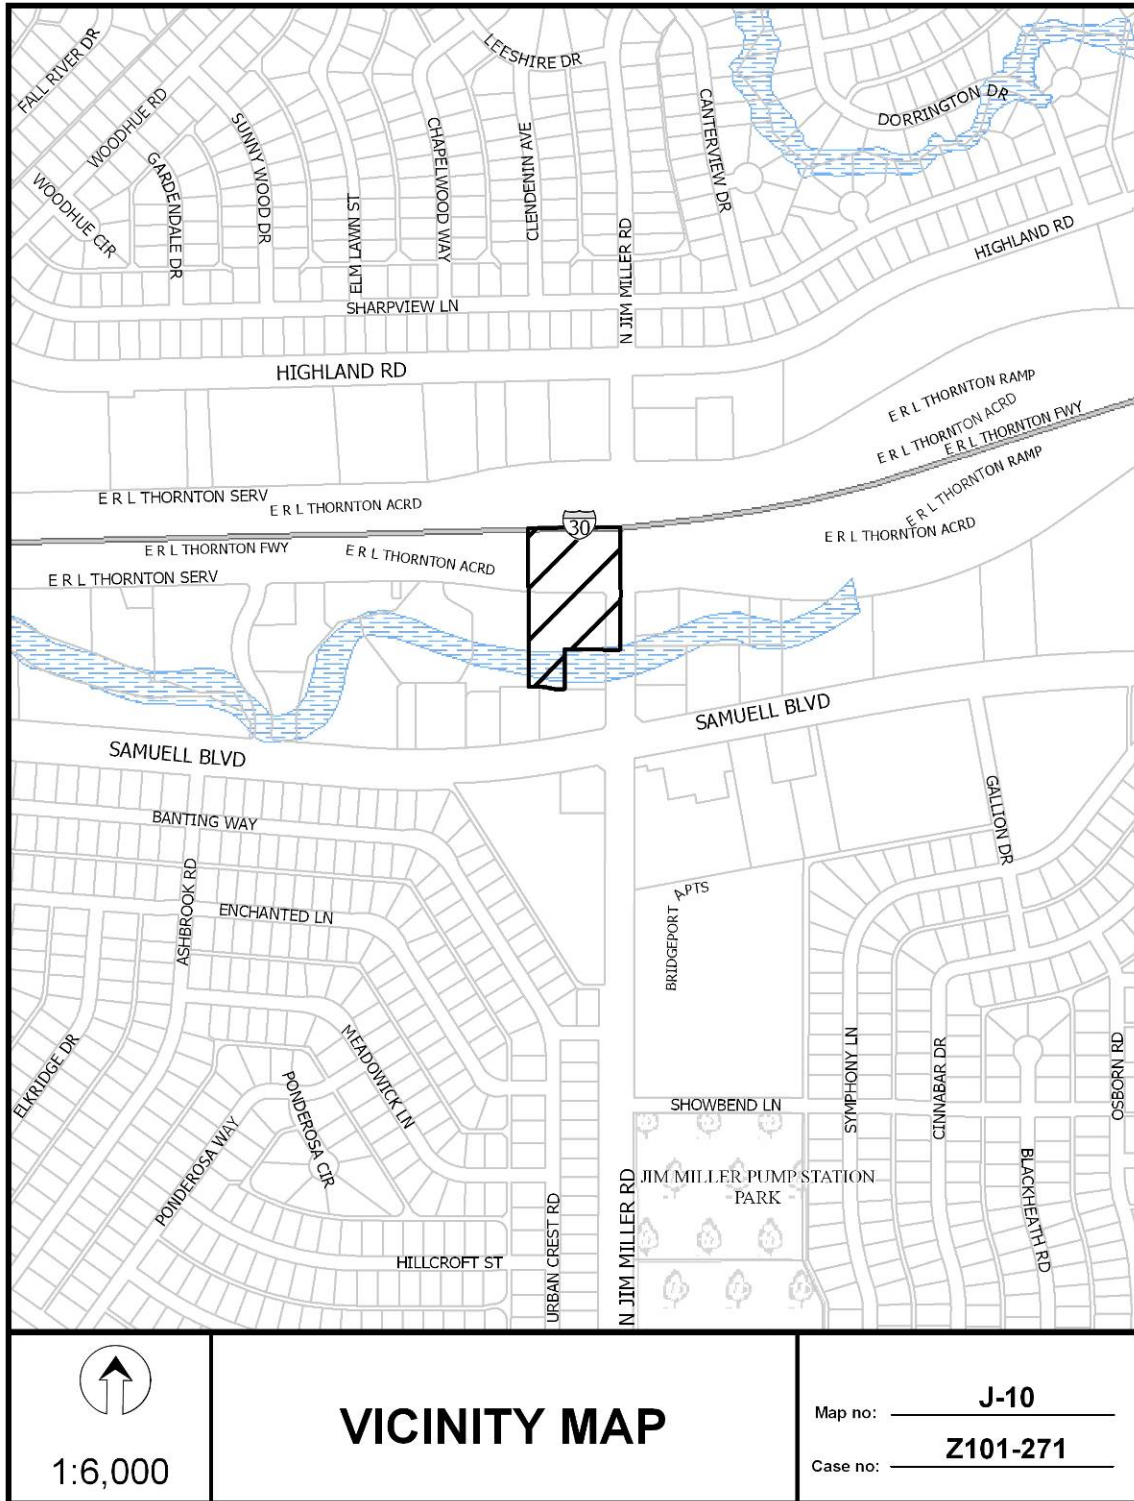 LEESHIRE DR
FALL RIVER DR
WOODHUE RD
SUNNY WOOD DR
CHAPELWOOD WAY
CLENDENIN AVE
CANTERVIEW DR
DORRINGTON DR
GARDENDALE DR
WOODHUE CIR
ELM LAWN ST
N JIM MILLER RD
HIGHLAND RD
SHARPVIEW LN
HIGHLAND RD
E R L THORNTON RAMP
E R L THORNTON ACRD
E R L THORNTON FWY
E R L THORNTON RAMP
E R L THORNTON SERV
E R L THORNTON ACRD
30
E R L THORNTON ACRD
E R L THORNTON FWY
E R L THORNTON ACRD
E R L THORNTON SERV
SAMUELL BLVD
SAMUELL BLVD
GALLION DR
BANTING WAY
ASHBROOK RD
ENCHANTED LN
APTS
BRIDGEPORT
ELKRIDGE DR
MEADOWICK LN
SYMPHONY LN
CINNABAR DR
OSBORN RD
PONDEROSA CIR
PONDEROSA WAY
SHOWBEND LN
JIM MILLER PUMP STATION
PARK
BLACKHEATH RD
URBAN CREST RD
N JIM MILLER RD
HILLCROFT ST
1:6,000
VICINITY MAP
Map no: J-10
Case no: Z101-271